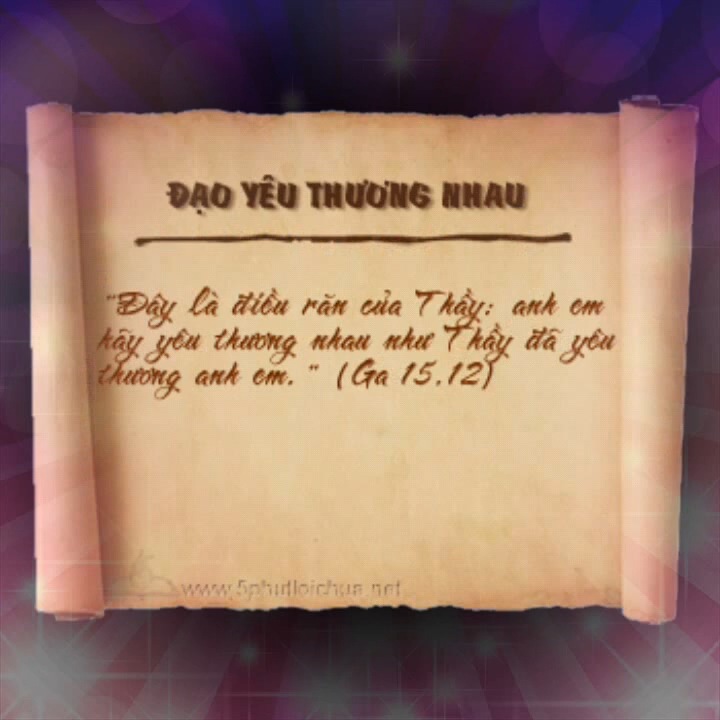 ĐẠO YÊU THƯƠNG NHAU
"Đây là điều răn của Thầy: anh em
hãy yêu thương nhau như Thầy đã yêu
thương anh em." (Ga 15,12)
www.5phutloichua.net